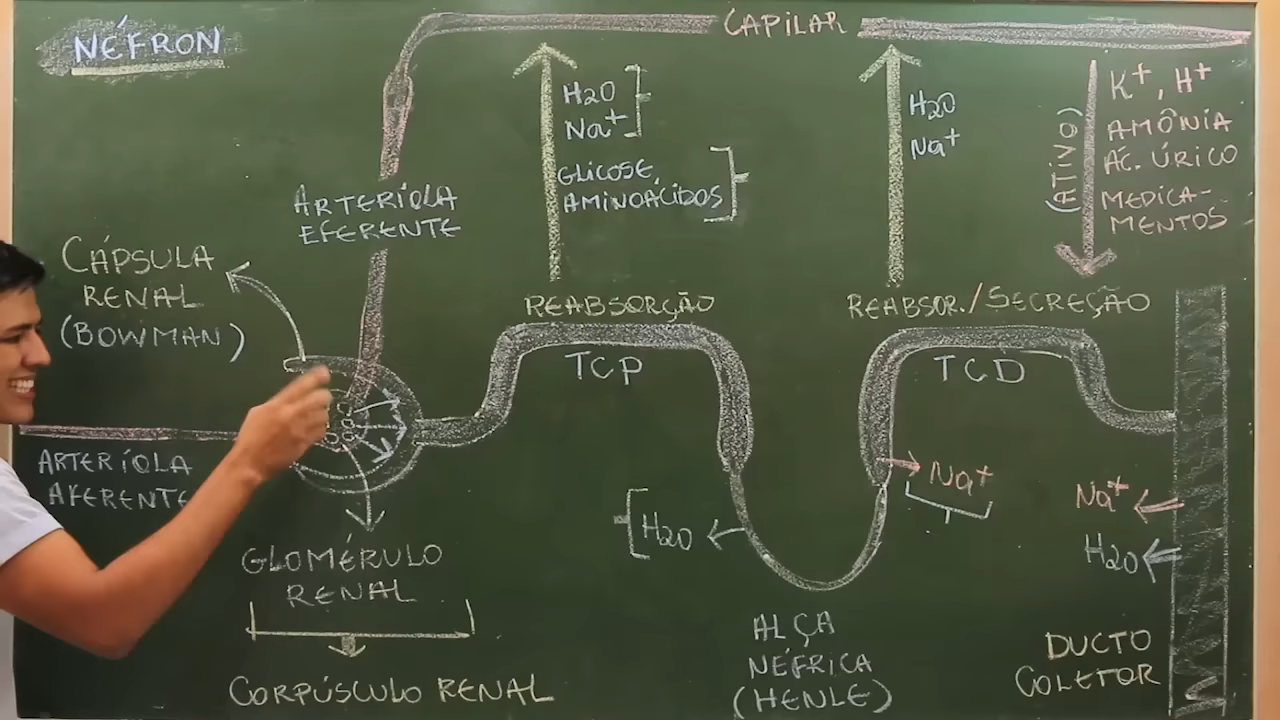 NÉFRON
CAPILAR
H2O
Na+
GLICOSE,
AMINOÁCIDOS
H2O
Na+
(ATIVO)
K+, H+
AMÔNIA
ÁC. ÚRICO
MEDICA-
MENTOS
ARTERÍOLA
EFERENTE
CÁPSULA
RENAL
(BOWMAN)
REABSORÇÃO
TCP
REABSOR./SECREÇÃO
TCD
ARTERÍOLA
AFERENTE
GLOMÉRULO
RENAL
CORPÚSCULO RENAL
H2O
Na+
ALÇA
NÉFRICA
(HENLE)
Na+
H2O
DUCTO
COLETOR